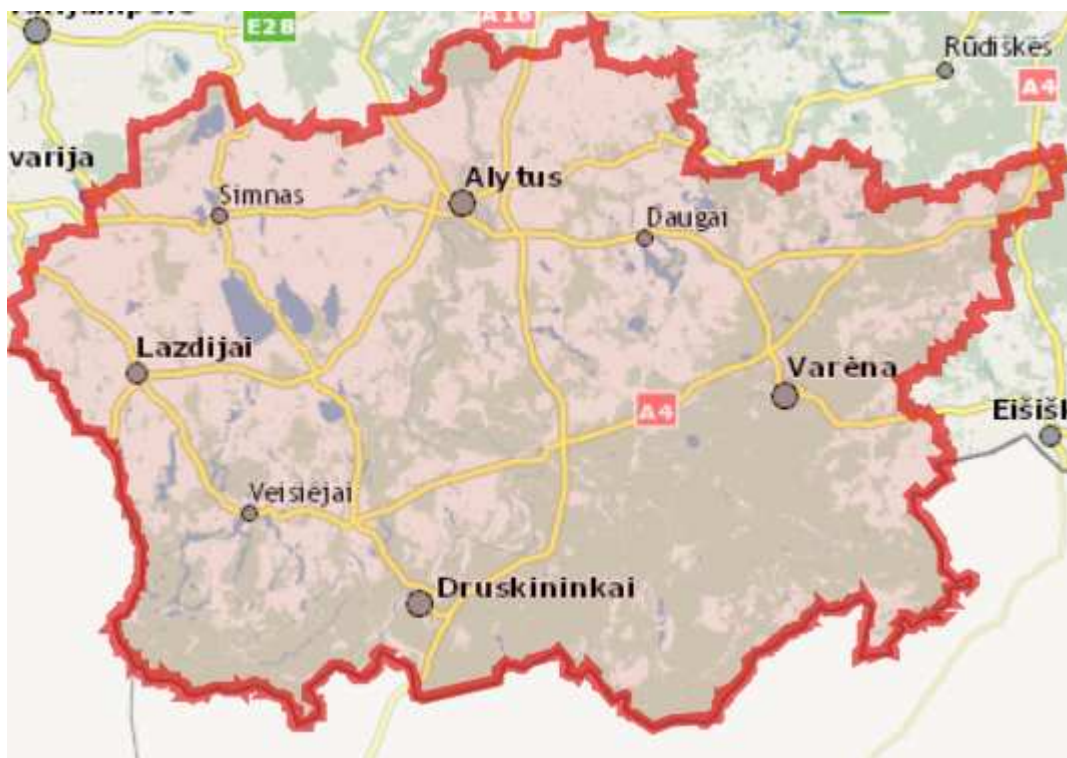 E28
A16
Rūdiškės
A4
varija
Simnas
Alytus
Daugai
Lazdijai
Varėna
A4
Eišišk
Veisiejai
Druskininkai